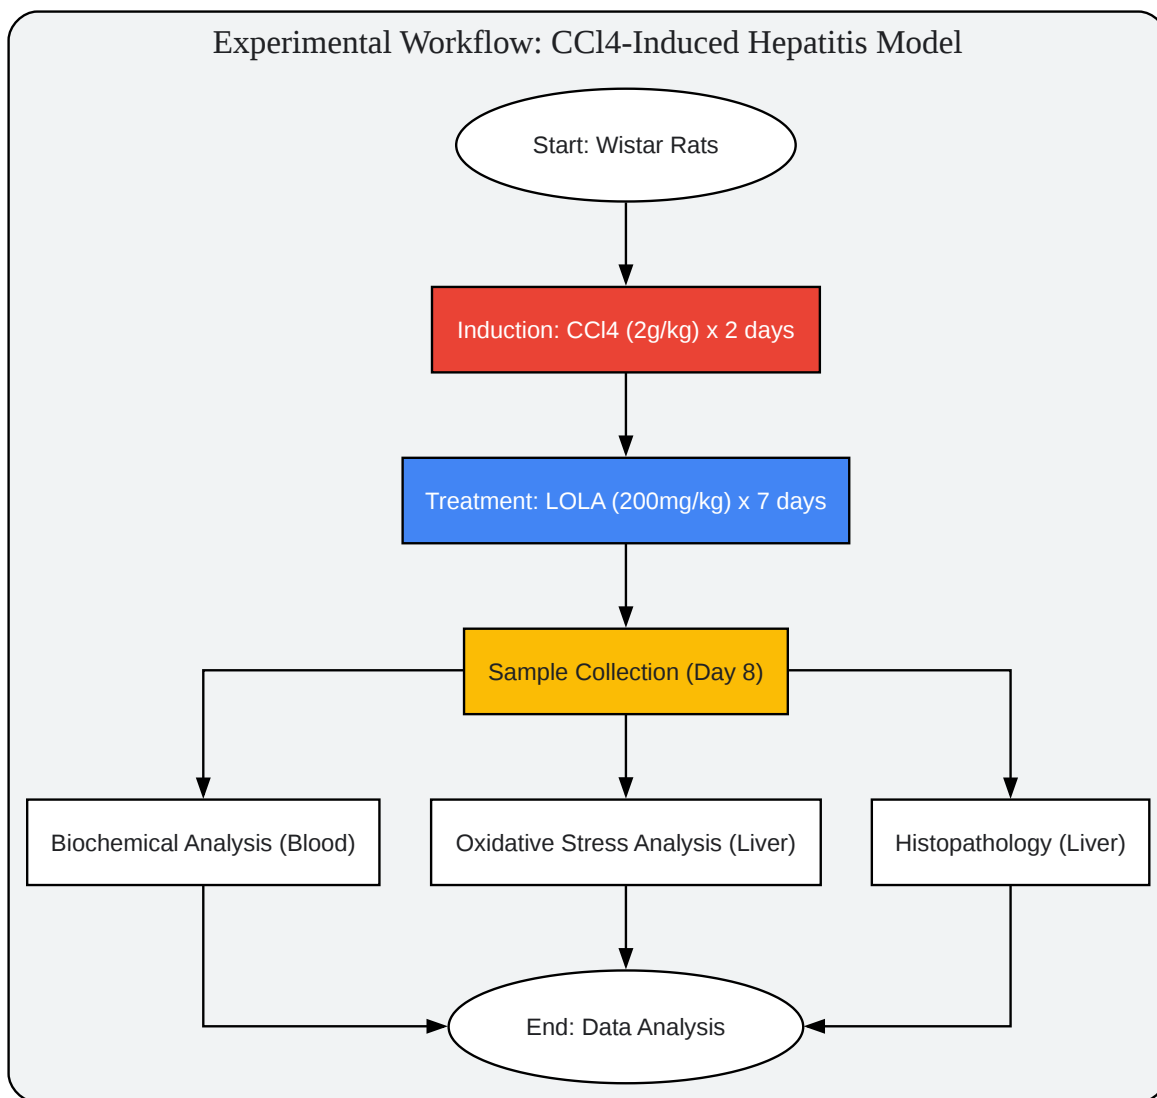 Experimental Workflow: CCl4-Induced Hepatitis Model
Start: Wistar Rats
Induction: CCl4 (2g/kg) x 2 days
Treatment: LOLA (200mg/kg) x 7 days
Sample Collection (Day 8)
Biochemical Analysis (Blood)
Oxidative Stress Analysis (Liver)
Histopathology (Liver)
End: Data Analysis